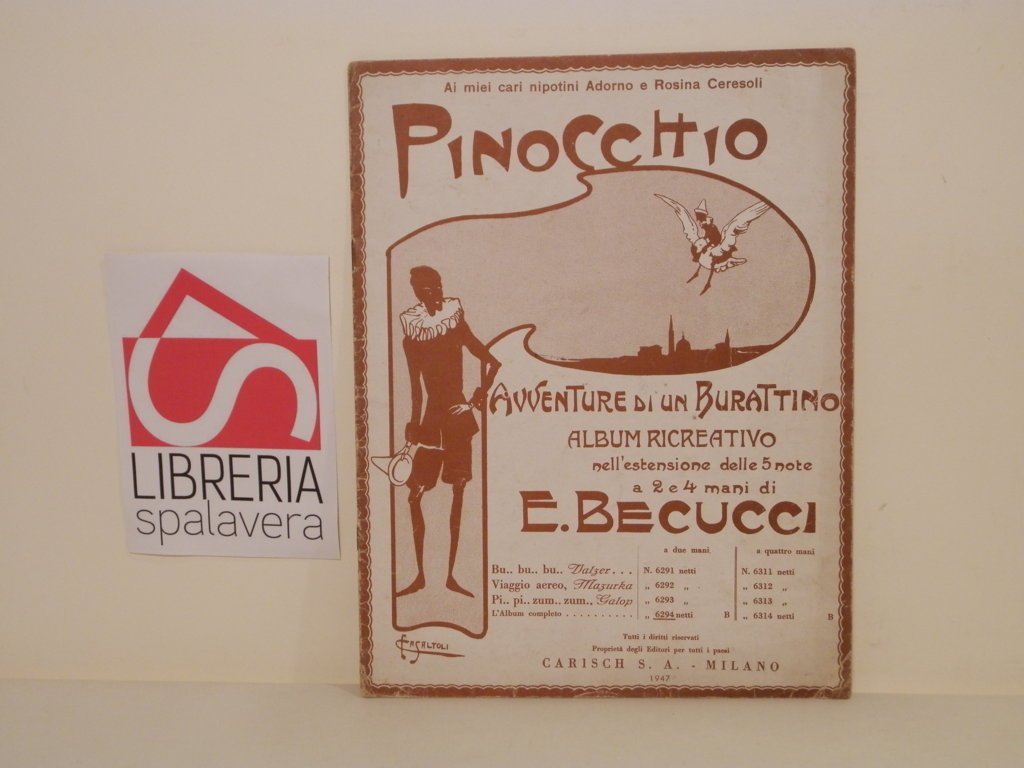 Ai miei cari nipotini Adorno e Rosina Ceresoli
PINOCCHIO
AVVENTURE DI UN BURATTINO
ALBUM RICREATIVO
nell'estensione delle 5 note
a 2 e 4 mani di
E. BECUCCI
a due mani a quattro mani
Bu.. bu.. bu.. Valzer . . . N. 6291 netti N. 6311 netti
Viaggio aereo, Mazurka „ 6292 „ „ 6312 „
Pi.. pi.. zum.. zum.., Galop „ 6293 „ „ 6313 „
L'Album completo . . . . . . . . . . „ 6294 netti B „ 6314 netti B
CASALTOLI
Tutti i diritti riservati
Proprietà degli Editori per tutti i paesi
CARISCH S. A. - MILANO
1947
LIBRERIA
spalavera